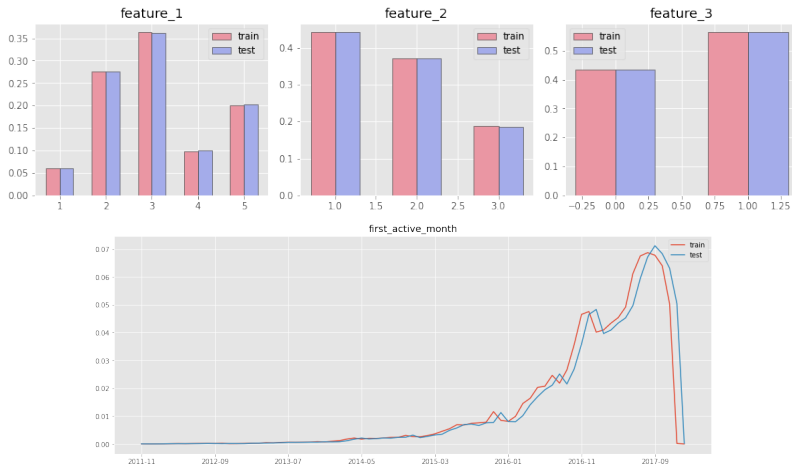 feature_1
feature_2
feature_3
train
test
train
test
train
test
0.35
0.30
0.25
0.20
0.15
0.10
0.05
0.00
1 2 3 4 5
0.4
0.3
0.2
0.1
0.0
1.0 1.5 2.0 2.5 3.0
0.5
0.4
0.3
0.2
0.1
0.0
−0.25 0.00 0.25 0.50 0.75 1.00 1.25
first_active_month
train
test
0.07
0.06
0.05
0.04
0.03
0.02
0.01
0.00
2011-11 2012-09 2013-07 2014-05 2015-03 2016-01 2016-11 2017-09